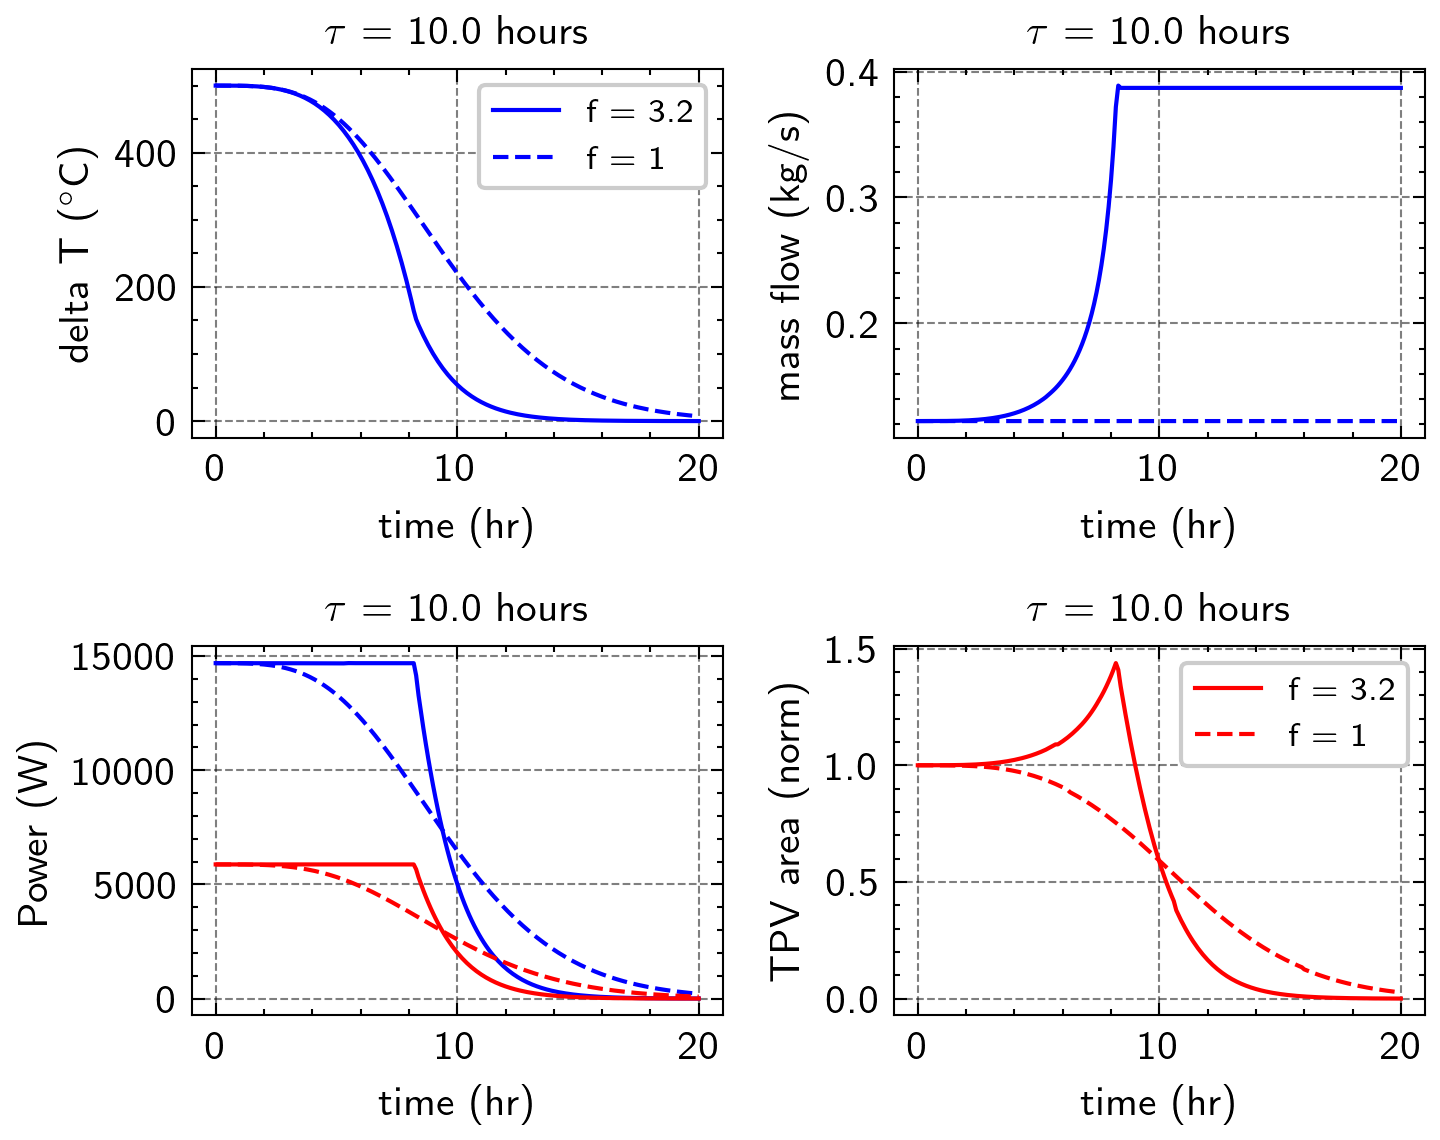 τ = 10.0 hours
delta T (°C)
400
200
0
f = 3.2
f = 1
0 10 20
time (hr)
τ = 10.0 hours
mass flow (kg/s)
0.4
0.3
0.2
0 10 20
time (hr)
τ = 10.0 hours
Power (W)
15000
10000
5000
0
0 10 20
time (hr)
τ = 10.0 hours
TPV area (norm)
1.5
1.0
0.5
0.0
f = 3.2
f = 1
0 10 20
time (hr)